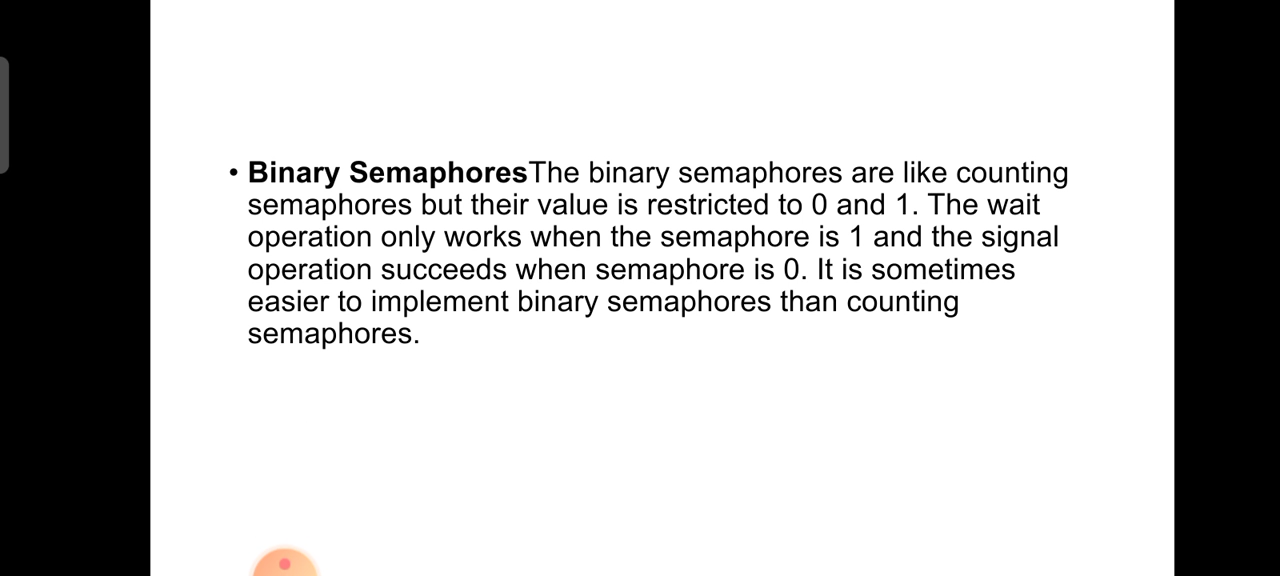 • Binary SemaphoresThe binary semaphores are like counting
semaphores but their value is restricted to 0 and 1. The wait
operation only works when the semaphore is 1 and the signal
operation succeeds when semaphore is 0. It is sometimes
easier to implement binary semaphores than counting
semaphores.